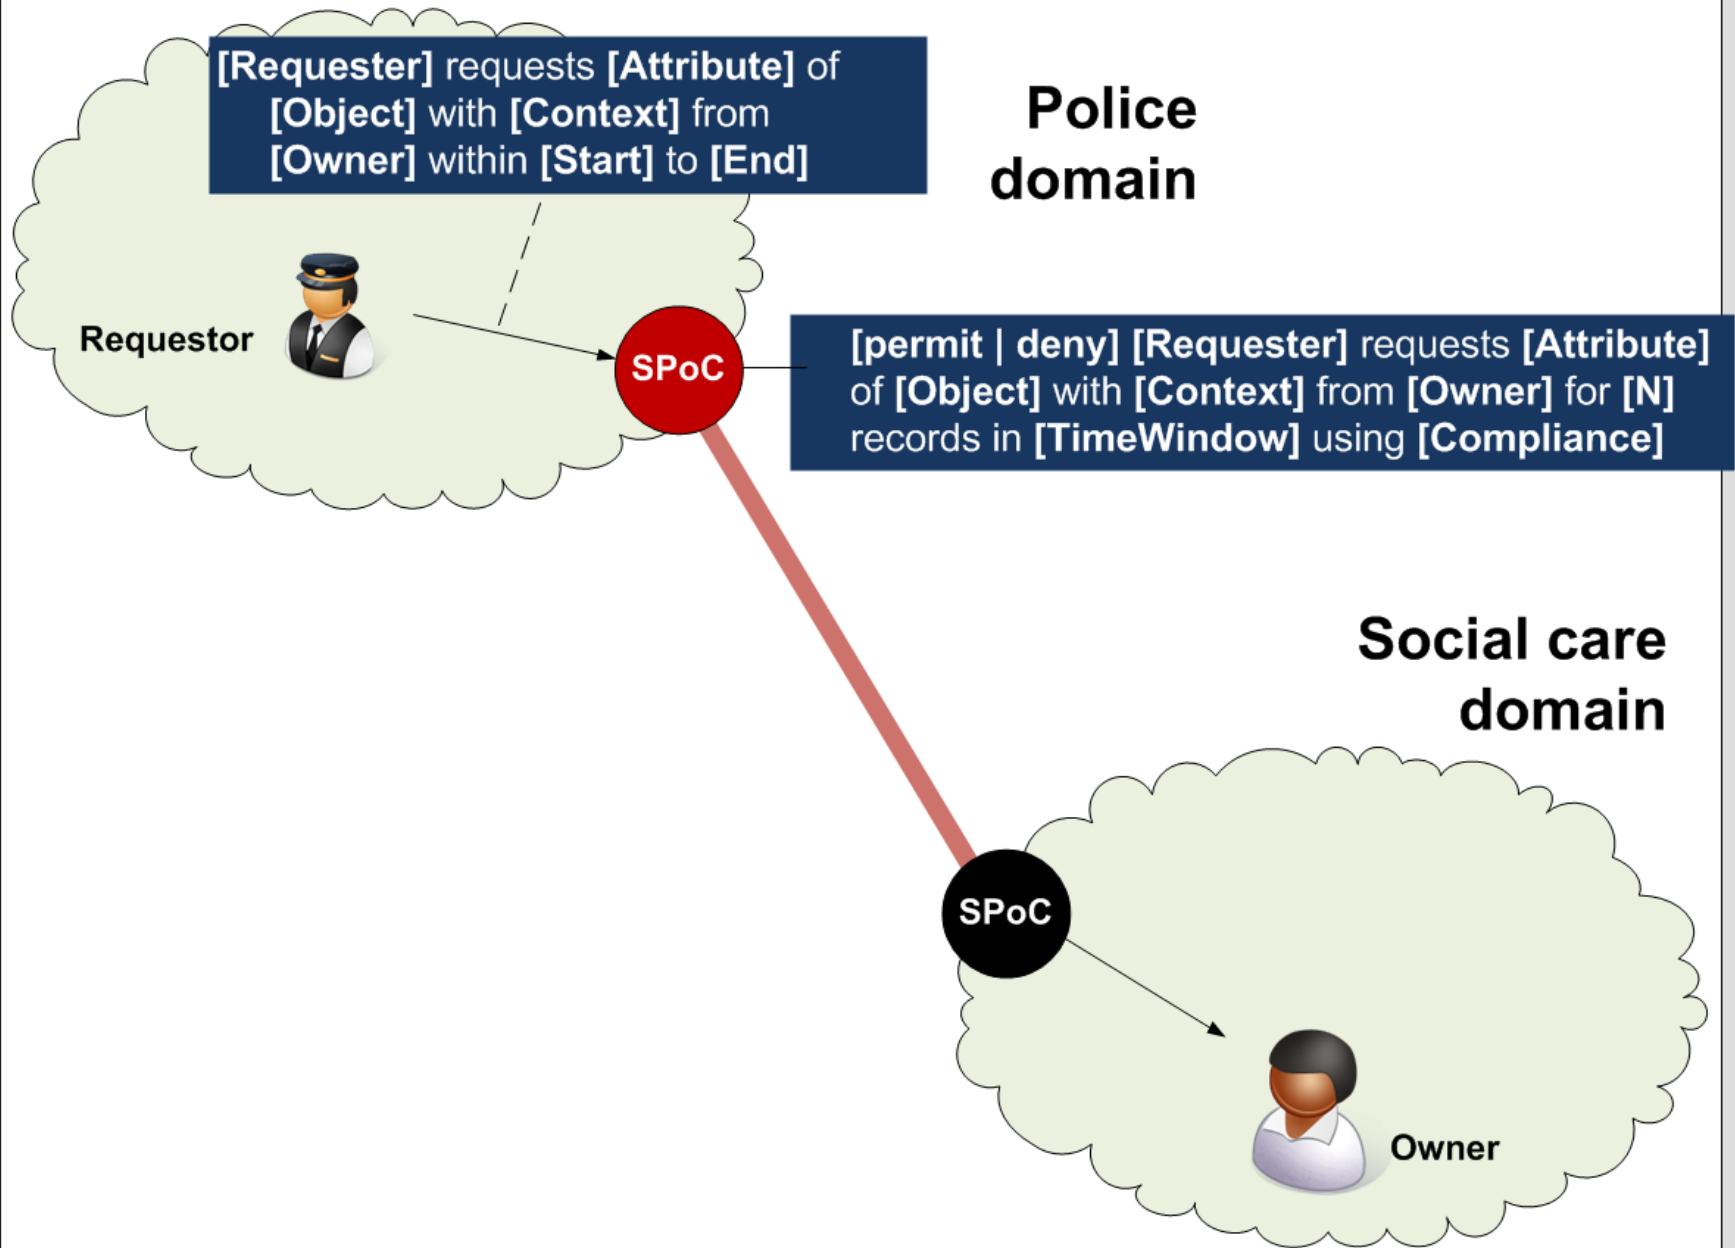 [Requester] requests [Attribute] of
[Object] with [Context] from
[Owner] within [Start] to [End]
Police
domain
Requestor
SPoC
[permit | deny] [Requester] requests [Attribute]
of [Object] with [Context] from [Owner] for [N]
records in [TimeWindow] using [Compliance]
Social care
domain
SPoC
Owner